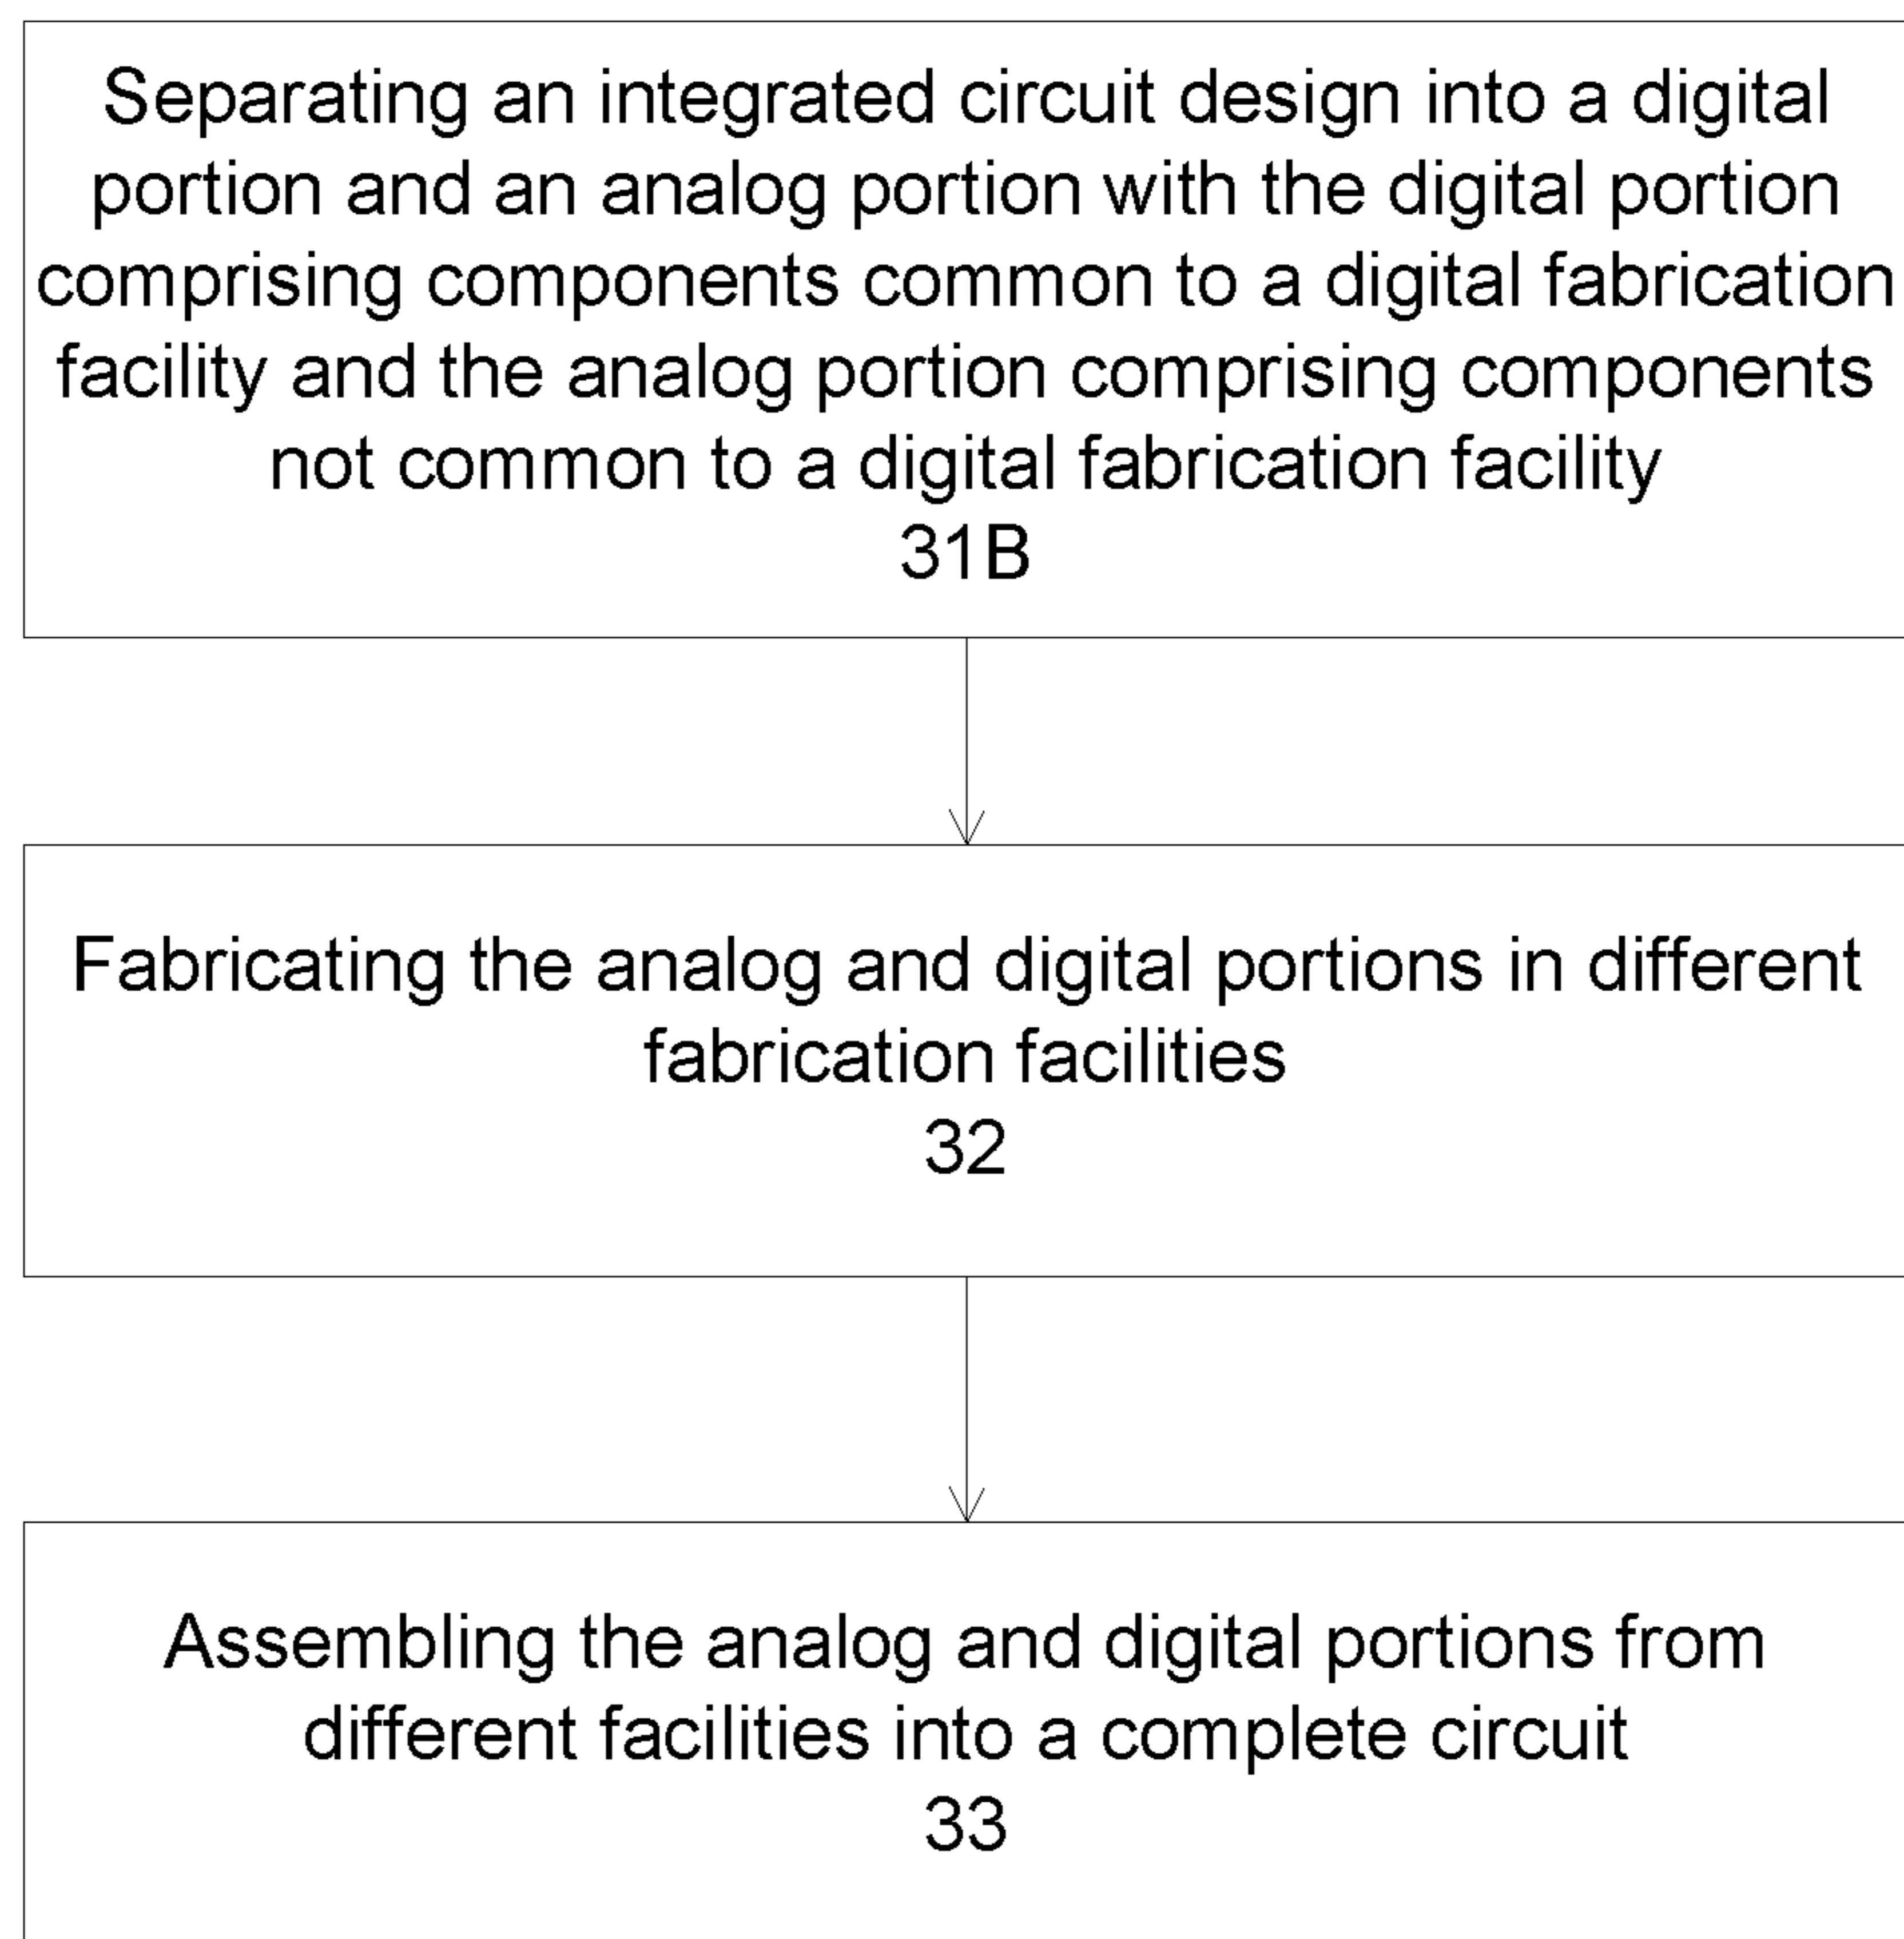 Separating an integrated circuit design into a digital
portion and an analog portion with the digital portion
comprising components common to a digital fabrication
facility and the analog portion comprising components
not common to a digital fabrication facility
31B
Fabricating the analog and digital portions in different
fabrication facilities
32
Assembling the analog and digital portions from
different facilities into a complete circuit
33